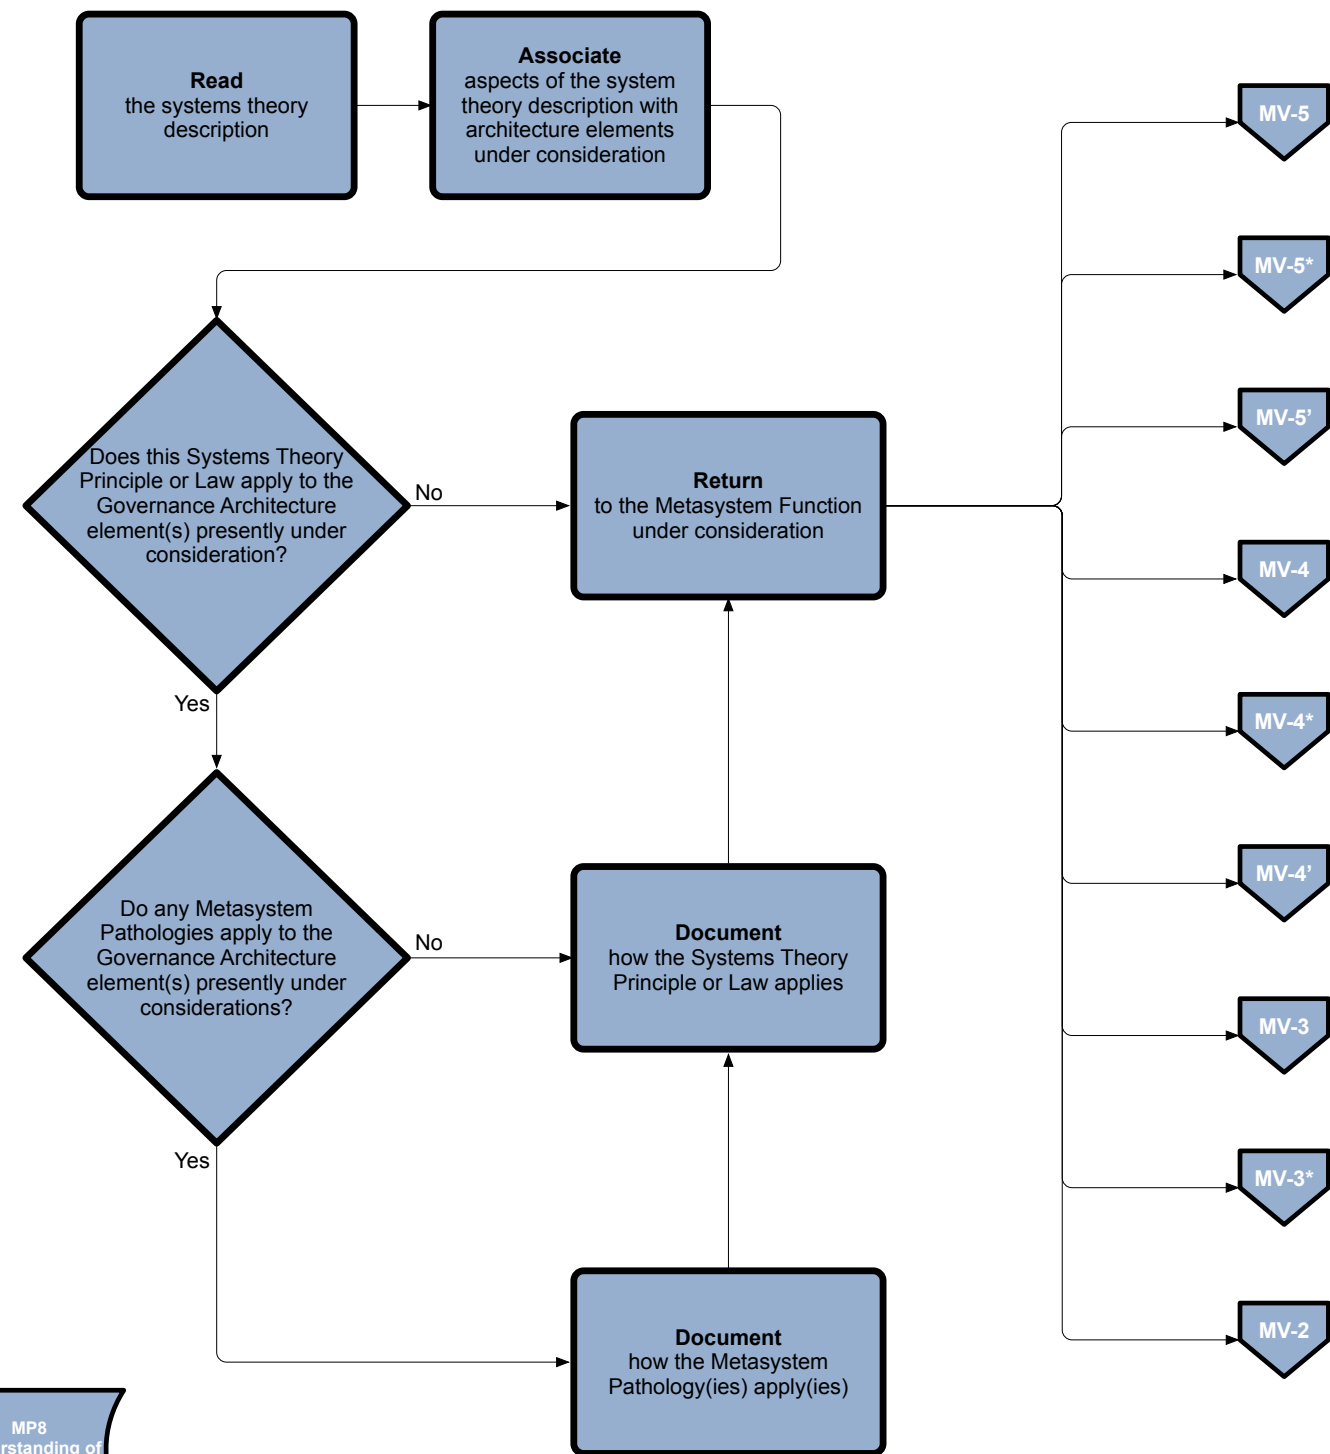 Read
the systems theory
description
Associate
aspects of the system
theory description with
architecture elements
under consideration
MV-5
MV-5*
MV-5’
Does this Systems Theory
Principle or Law apply to the
Governance Architecture
element(s) presently under
consideration?
No
Return
to the Metasystem Function
under consideration
MV-4
Yes
MV-4*
MV-4’
Do any Metasystem
Pathologies apply to the
Governance Architecture
element(s) presently under
considerations?
No
Document
how the Systems Theory
Principle or Law applies
MV-3
Yes
MV-3*
MV-2
Document
how the Metasystem
Pathology(ies) apply(ies)
MP8
rstanding of